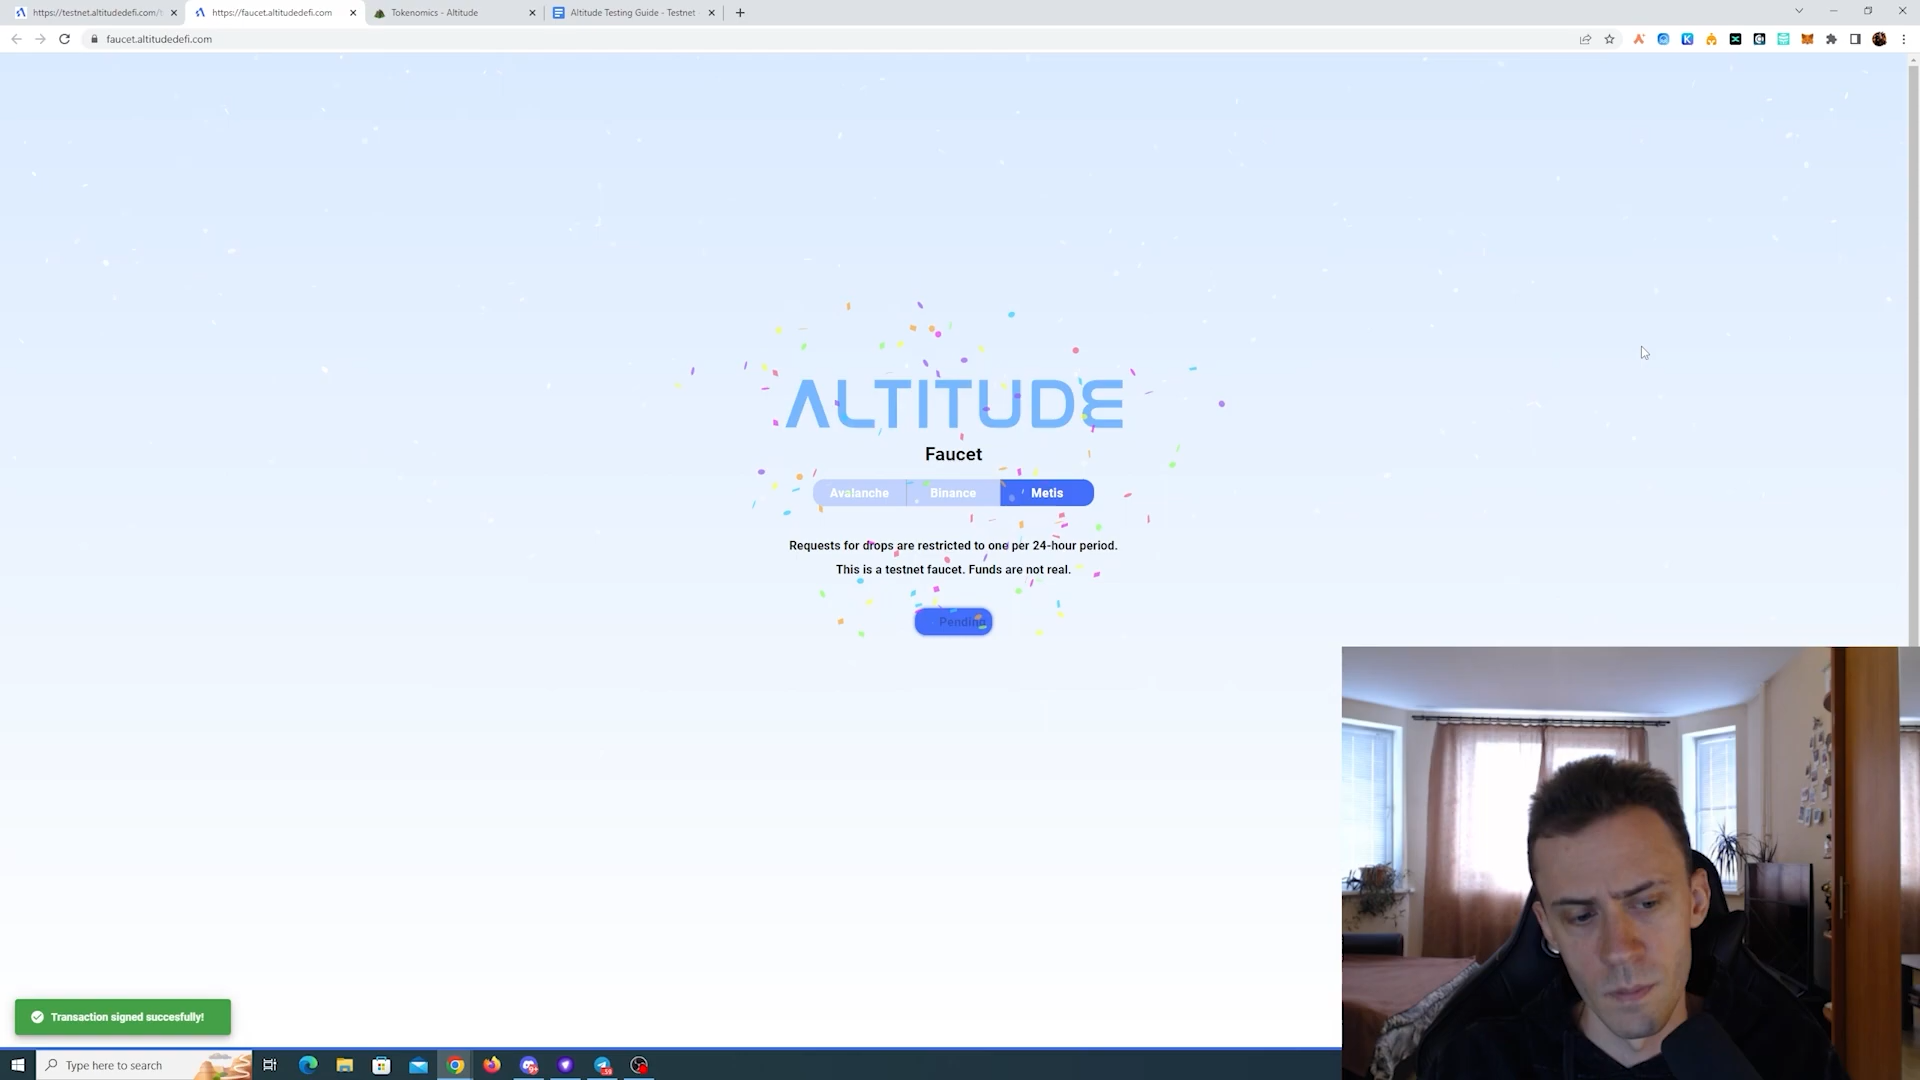 https://testnet.altitudedefi.com/
https://faucet.altitudedefi.com
Tokenomics - Altitude
Altitude Testing Guide - Testnet
faucet.altitudedefi.com
ALTITUDE
Faucet
Avalanche
Binance
Metis
Requests for drops are restricted to one per 24-hour period.
This is a testnet faucet. Funds are not real.
Pending
Transaction signed succesfully!
Type here to search